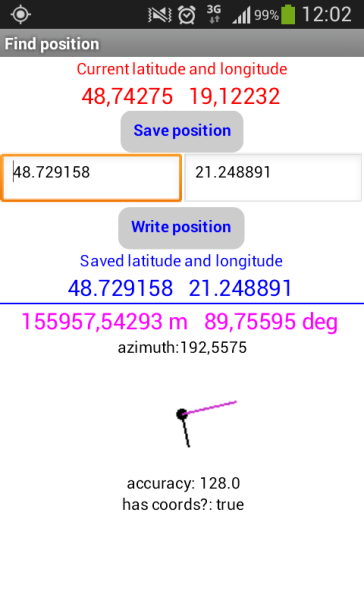 3G 99% 12:02
Find position
Current latitude and longitude
48,74275 19,12232
Save position
48.729158 21.248891
Write position
Saved latitude and longitude
48.729158 21.248891
155957,54293 m 89,75595 deg
azimuth:192,5575
accuracy: 128.0
has coords?: true